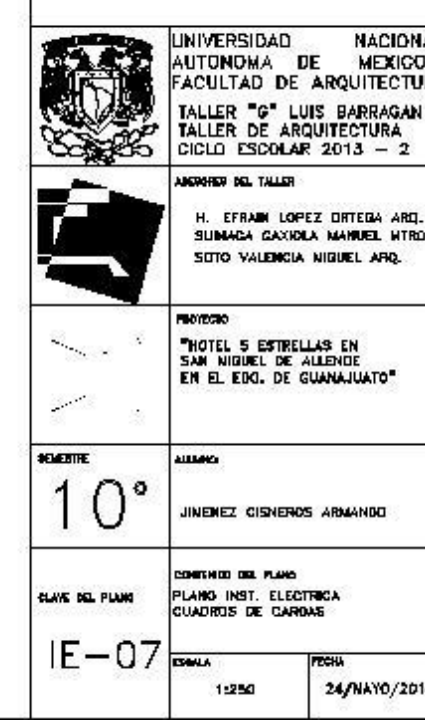 UNIVERSIDAD NACIONA
AUTONOMA DE MEXICO
FACULTAD DE ARQUITECTUR
TALLER "G" LUIS BARRAGAN
TALLER DE ARQUITECTURA
CICLO ESCOLAR 2013 - 2
ASESORES DEL TALLER
H. EFRAIN LOPEZ ORTEGA ARQ.
SUINAGA GAXIOLA MANUEL MTRO
SOTO VALENCIA MIGUEL ARQ.
PROYECTO
"HOTEL 5 ESTRELLAS EN
SAN MIGUEL DE ALLENDE
EN EL EDO. DE GUANAJUATO"
SEMESTRE
10°
ALUMNO:
JIMENEZ CISNEROS ARMANDO
CLAVE DEL PLANO
IE-07
CONTENIDO DEL PLANO
PLANO INST. ELECTRICA
CUADROS DE CARGAS
ESCALA
1:250
FECHA
24/MAYO/201